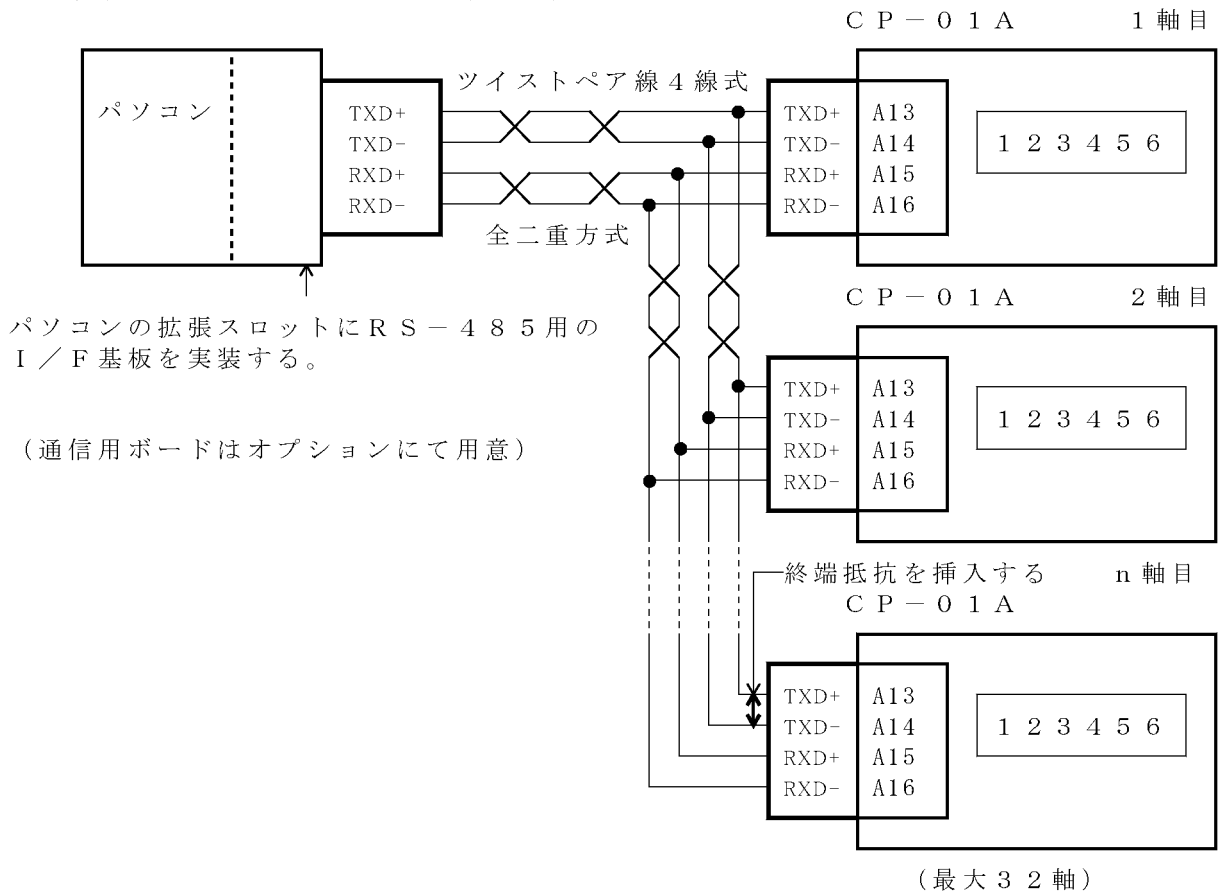 ＣＰ－０１Ａ　１軸目
パソコン
ツイストペア線４線式
TXD+
TXD-
RXD+
RXD-
全二重方式
TXD+ A13
TXD- A14
RXD+ A15
RXD- A16
１２３４５６
パソコンの拡張スロットにＲＳ－４８５用の
Ｉ／Ｆ基板を実装する。
（通信用ボードはオプションにて用意）
ＣＰ－０１Ａ　２軸目
TXD+ A13
TXD- A14
RXD+ A15
RXD- A16
１２３４５６
終端抵抗を挿入する　ｎ軸目
ＣＰ－０１Ａ
TXD+ A13
TXD- A14
RXD+ A15
RXD- A16
１２３４５６
（最大３２軸）